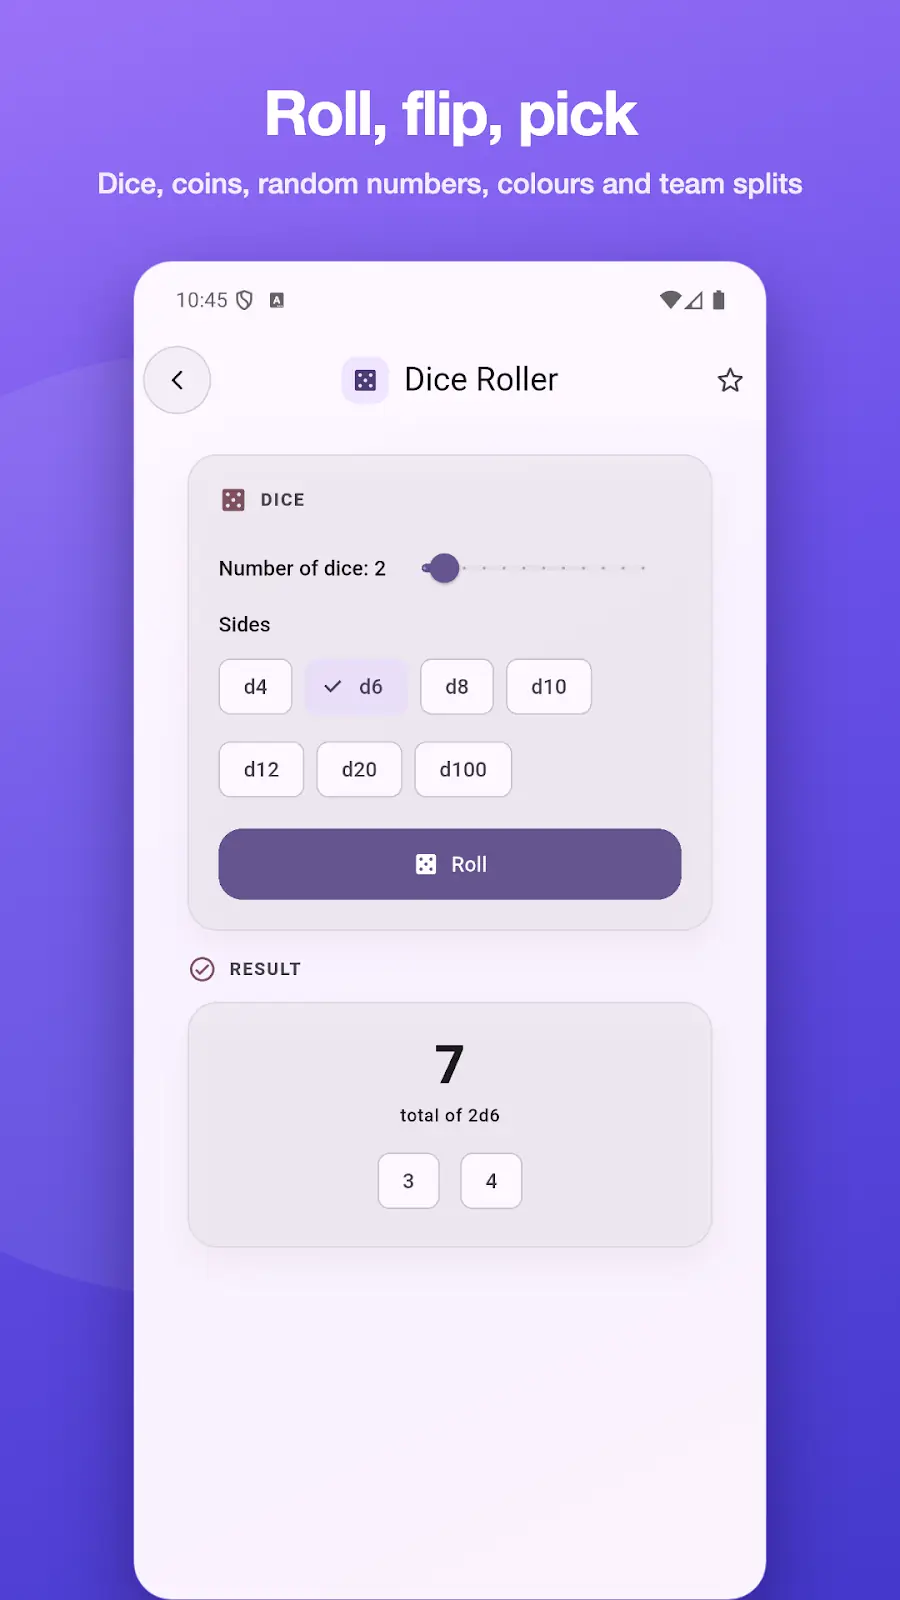 Roll, flip, pick
Dice, coins, random numbers, colours and team splits
10:45 A
Dice Roller
DICE
Number of dice: 2
Sides
d4 d6 d8 d10
d12 d20 d100
Roll
RESULT
7
total of 2d6
3 4